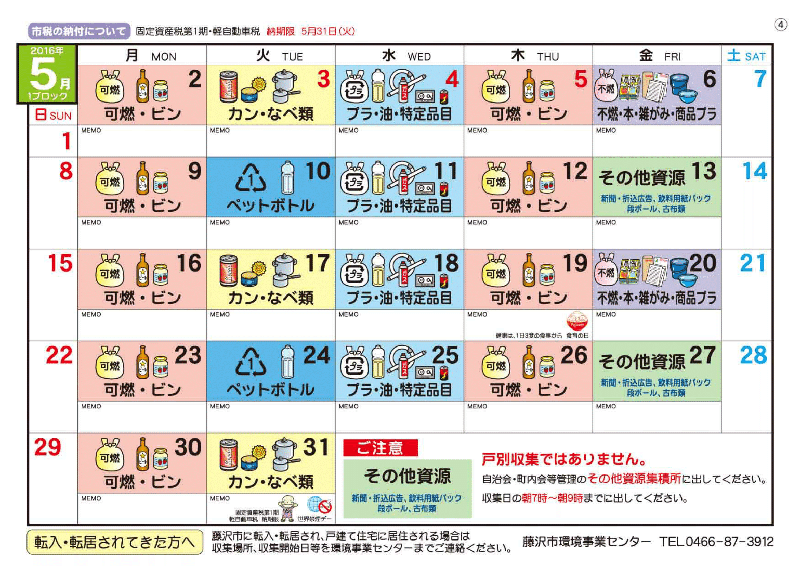 市税の納付について 固定資産税第1期・軽自動車税 納期限 5月31日(火)
④
2016年
5月
1ブロック
日 SUN 月 MON 火 TUE 水 WED 木 THU 金 FRI 土 SAT
可燃 2 3 4 可燃 5 不燃 6 7
可燃・ビン カン・なべ類 プラ・油・特定品目 可燃・ビン 不燃・本・雑がみ・商品プラ
1 MEMO MEMO MEMO MEMO MEMO
8 可燃 9 1 10 プラ 11 可燃 12 その他資源 13 14
可燃・ビン ペットボトル プラ・油・特定品目 可燃・ビン 新聞・折込広告、飲料用紙パック
段ボール、古布類
MEMO MEMO MEMO MEMO MEMO
15 可燃 16 17 プラ 18 可燃 19 不燃 20 21
可燃・ビン カン・なべ類 プラ・油・特定品目 可燃・ビン 不燃・本・雑がみ・商品プラ
MEMO MEMO MEMO MEMO MEMO
健康は、1日3度の食事から 食育の日
22 可燃 23 1 24 プラ 25 可燃 26 その他資源 27 28
可燃・ビン ペットボトル プラ・油・特定品目 可燃・ビン 新聞・折込広告、飲料用紙パック
段ボール、古布類
MEMO MEMO MEMO MEMO MEMO
29 可燃 30 31
可燃・ビン カン・なべ類
MEMO MEMO
固定資産税第1期
軽自動車税 納期限 世界禁煙デー
ご注意
その他資源
新聞・折込広告、飲料用紙パック
段ボール、古布類
戸別収集ではありません。
自治会・町内会等管理のその他資源集積所に出してください。
収集日の朝7時~朝9時までに出してください。
転入・転居されてきた方へ
藤沢市に転入・転居され、戸建て住宅に居住される場合は
収集場所、収集開始日等を環境事業センターまでご連絡ください。
藤沢市環境事業センター TEL0466-87-3912